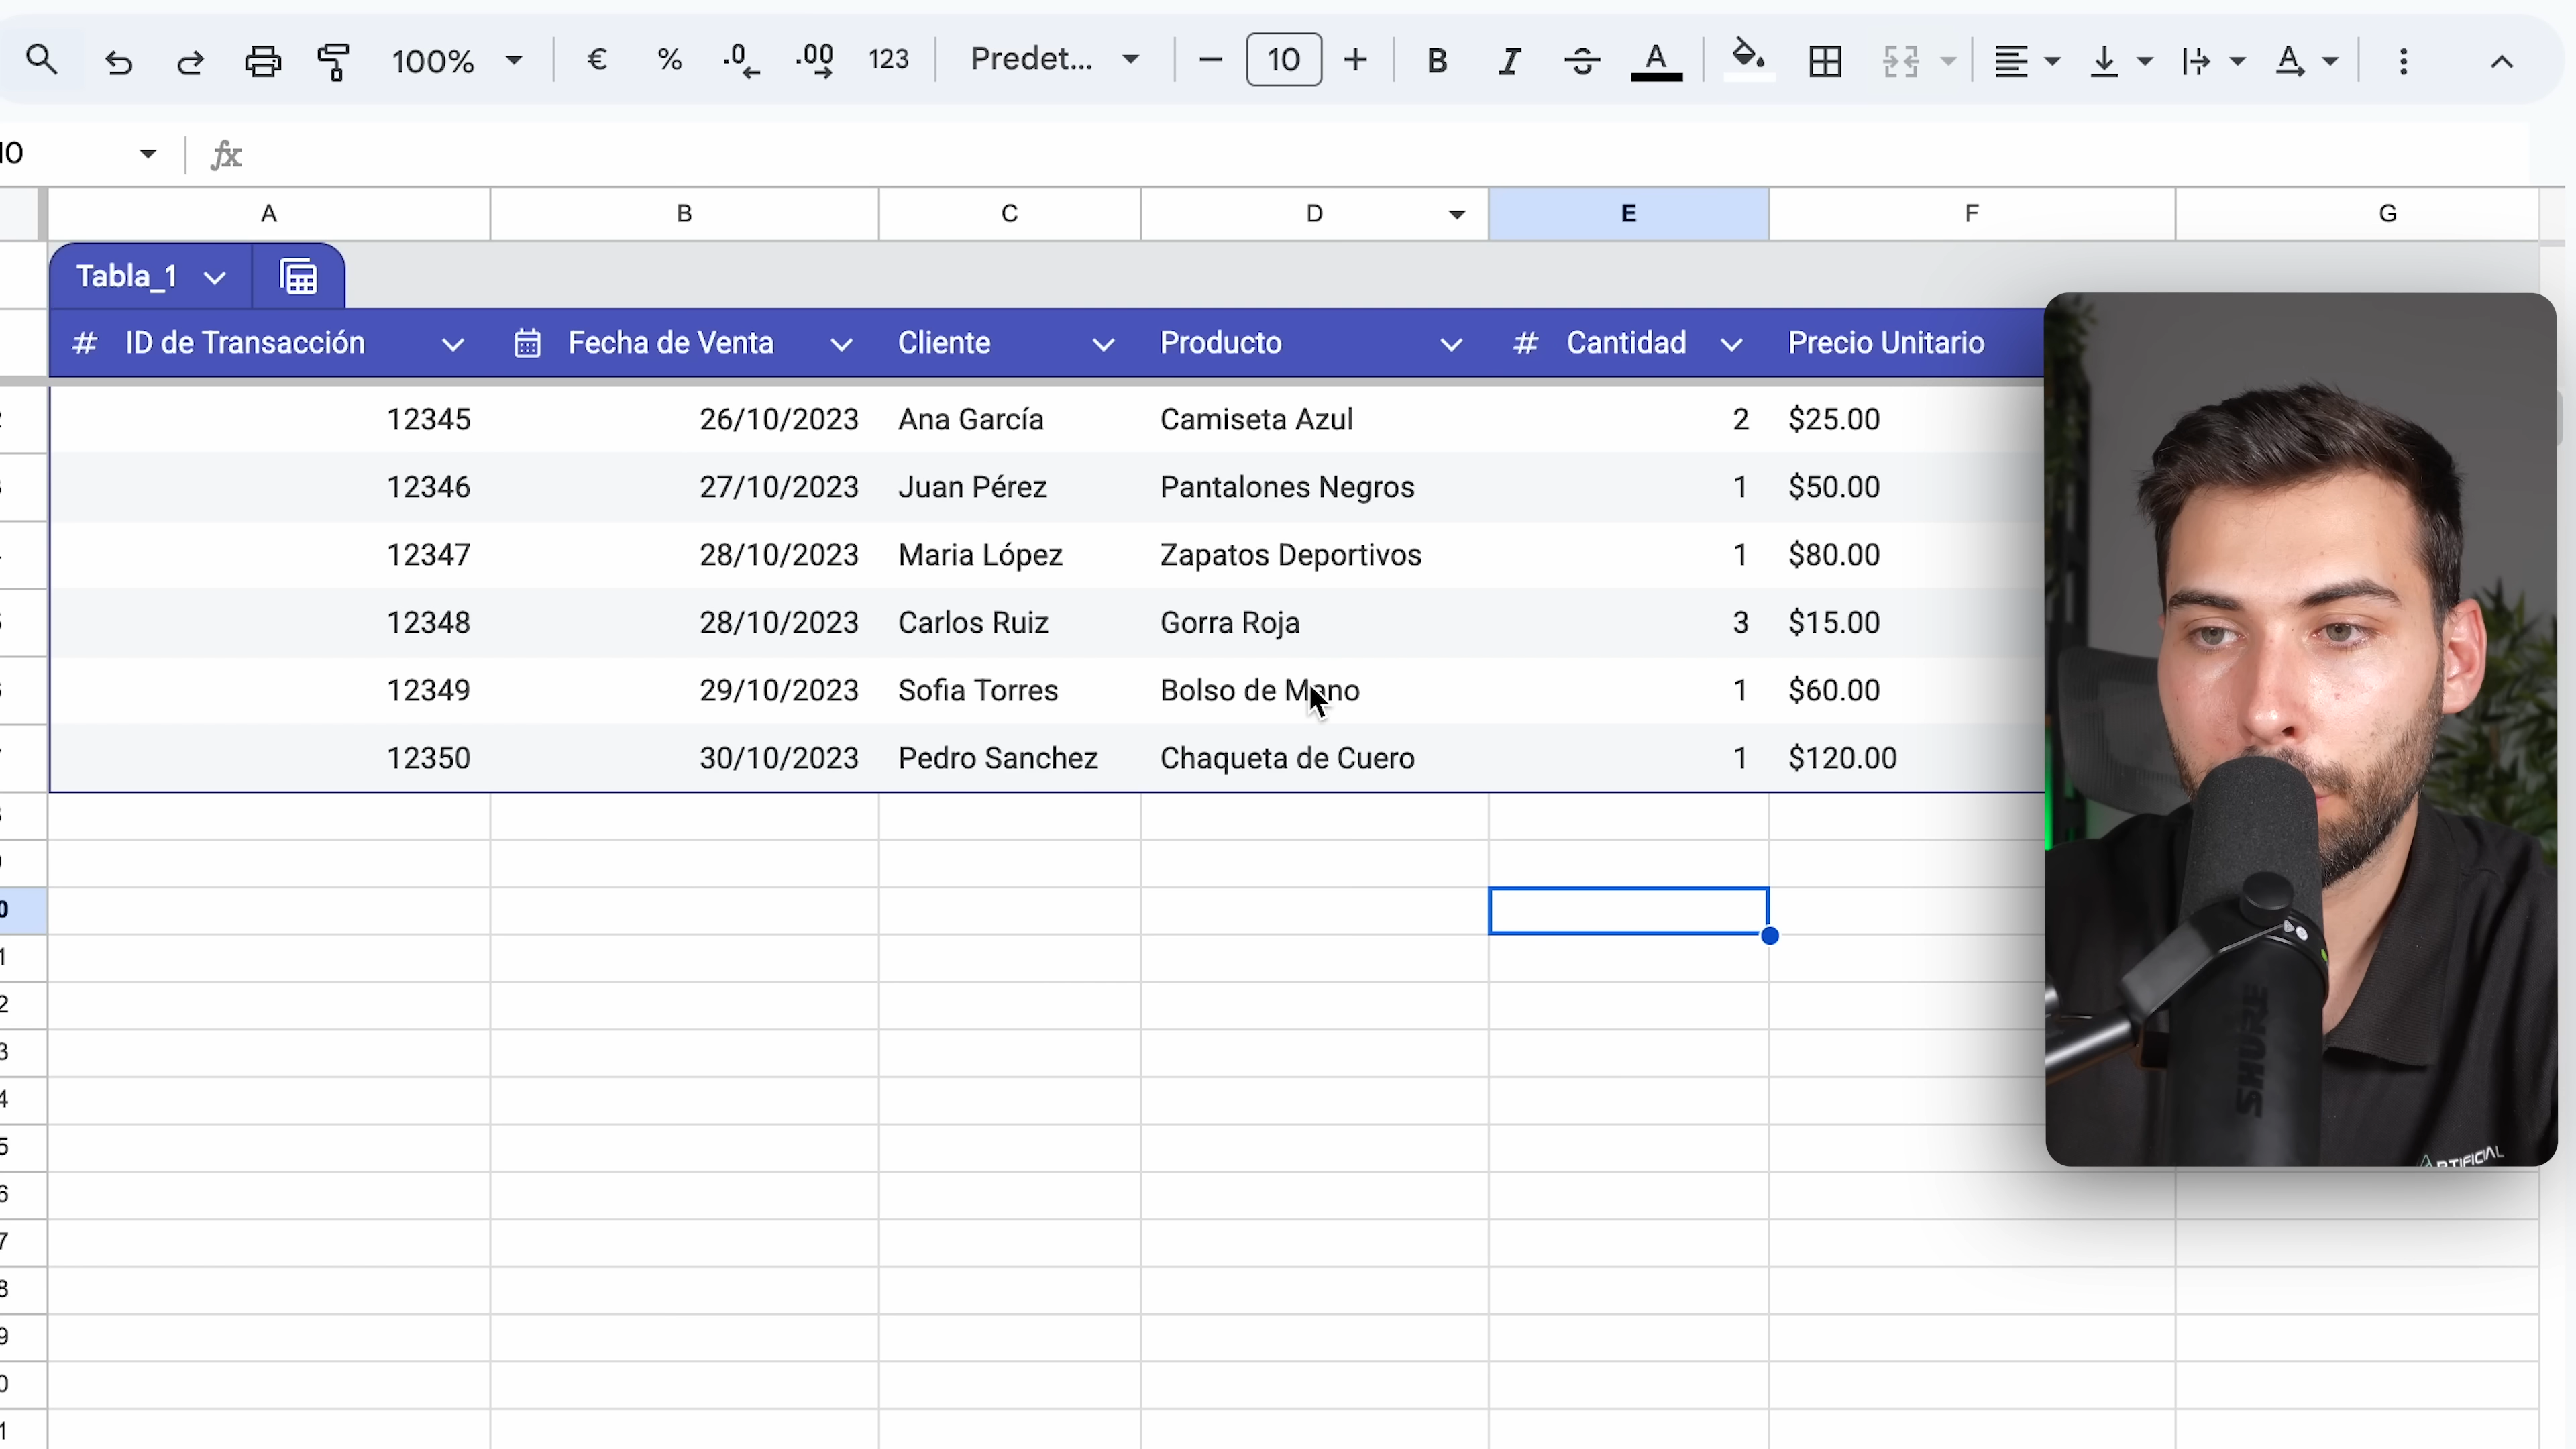 100% € % .0 .00 123 Predet... 10 B I A A
10
A B C D E F G
Tabla_1
# ID de Transacción Fecha de Venta Cliente Producto # Cantidad Precio Unitario
12345 26/10/2023 Ana García Camiseta Azul 2 $25.00
12346 27/10/2023 Juan Pérez Pantalones Negros 1 $50.00
12347 28/10/2023 Maria López Zapatos Deportivos 1 $80.00
12348 28/10/2023 Carlos Ruiz Gorra Roja 3 $15.00
12349 29/10/2023 Sofia Torres Bolso de Mano 1 $60.00
12350 30/10/2023 Pedro Sanchez Chaqueta de Cuero 1 $120.00
SHURE
ARTIFICIAL